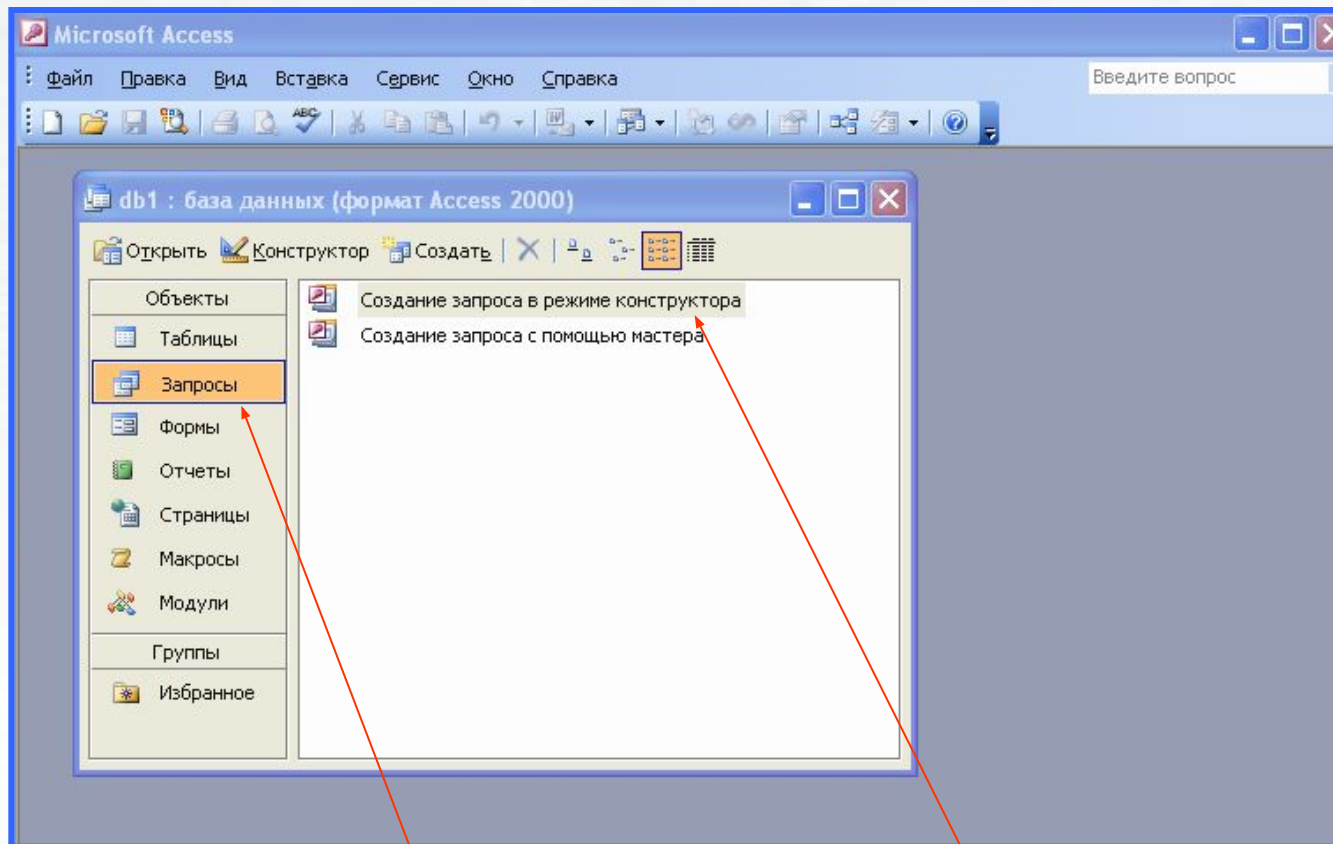 Microsoft Access
Файл Правка Вид Вставка Сервис Окно Справка Введите вопрос
ABC
db1 : база данных (формат Access 2000)
Открыть Конструктор Создать
Объекты
Таблицы
Запросы
Формы
Отчеты
Страницы
Макросы
Модули
Группы
Избранное
Создание запроса в режиме конструктора
Создание запроса с помощью мастера